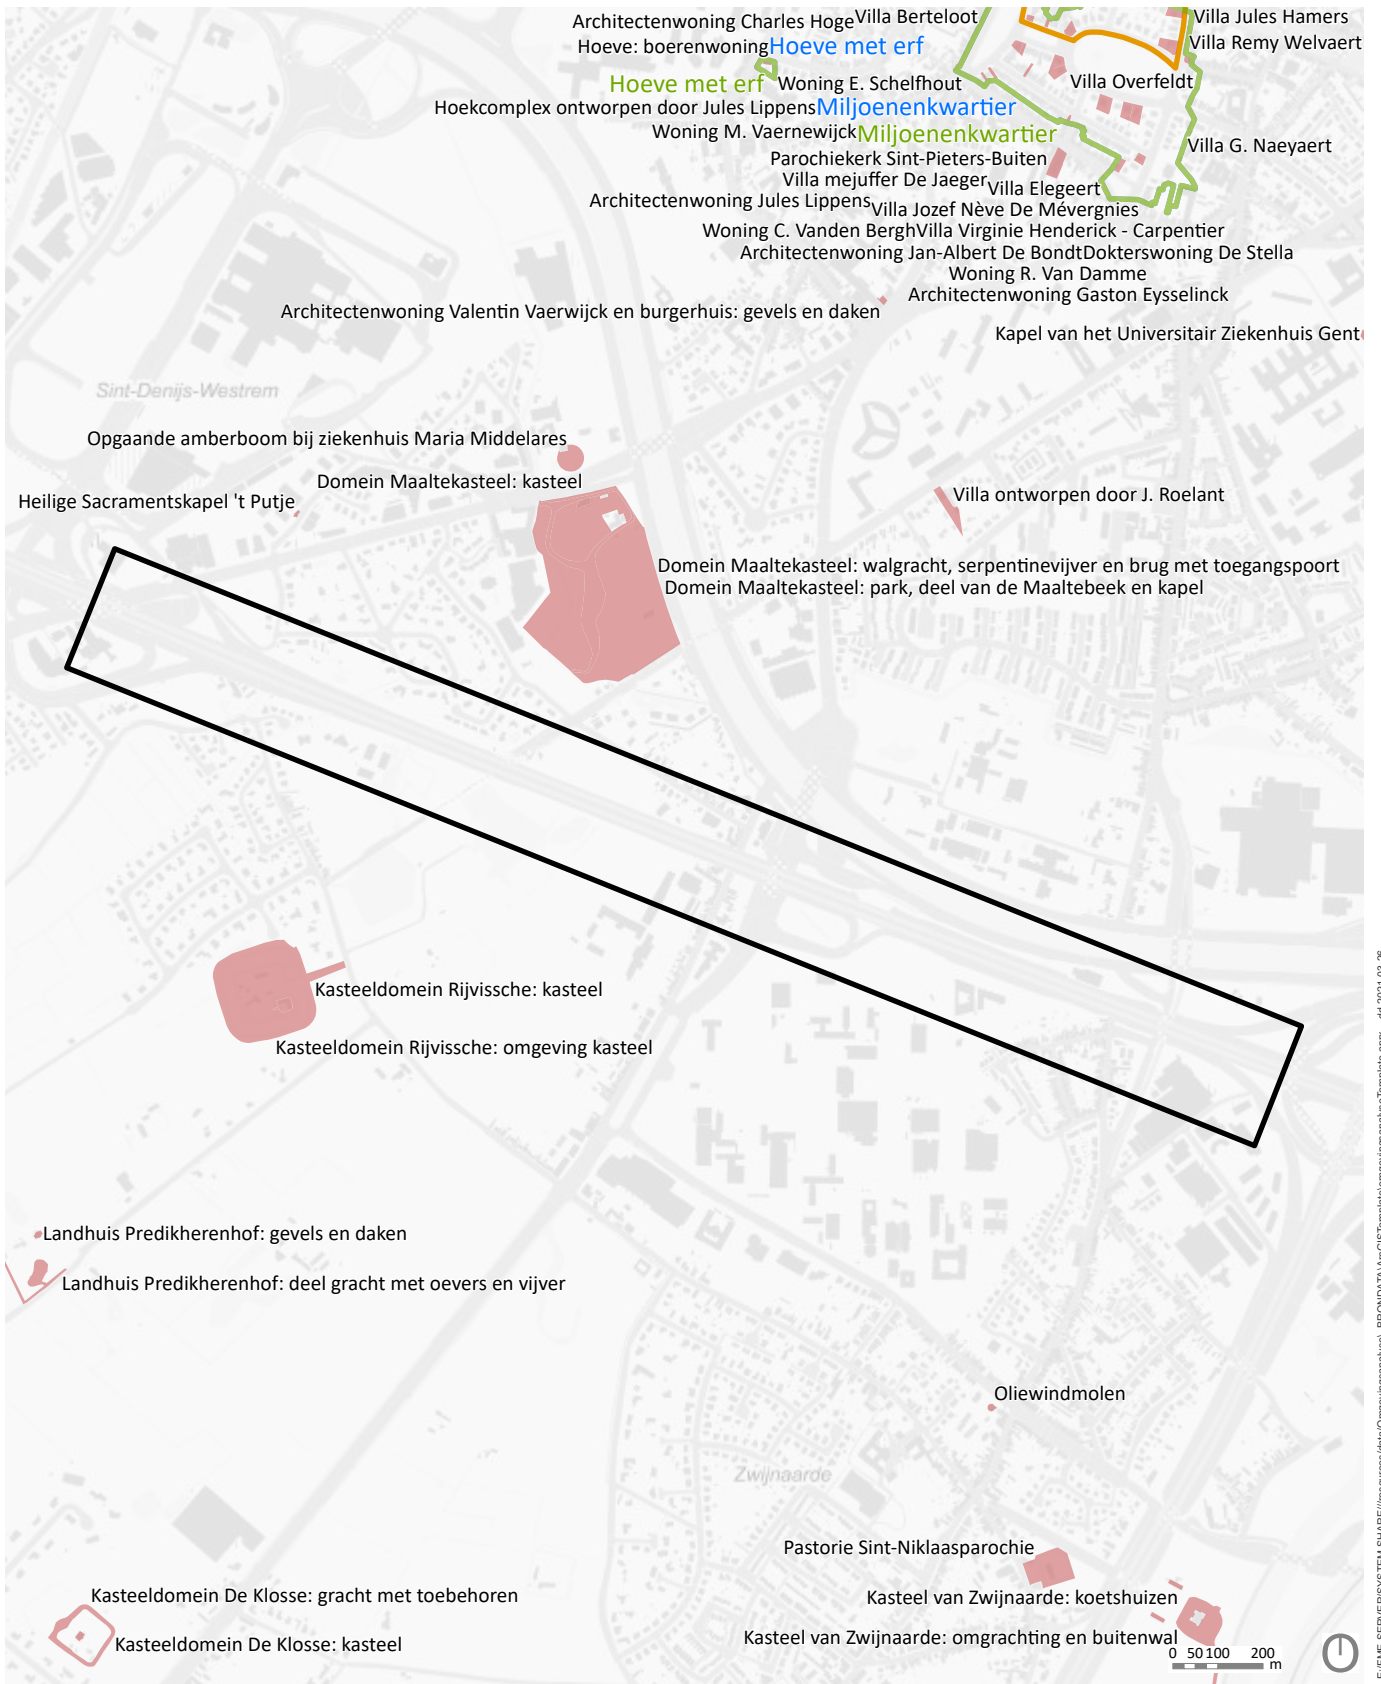 Architectenwoning Charles Hoge
Villa Berteloot
Villa Jules Hamers
Hoeve: boerenwoning
Hoeve met erf
Villa Remy Welvaert
Hoeve met erf
Woning E. Schelfhout
Villa Overfeldt
Hoekcomplex ontworpen door Jules Lippens
Miljoenenkwartier
Woning M. Vaernewijck
Miljoenenkwartier
Villa G. Naeyaert
Parochiekerk Sint-Pieters-Buiten
Villa mejuffer De Jaeger
Villa Elegeert
Architectenwoning Jules Lippens
Villa Jozef Nève De Mévergnies
Woning C. Vanden Bergh
Villa Virginie Henderick - Carpentier
Architectenwoning Jan-Albert De Bondt
Dokterswoning De Stella
Woning R. Van Damme
Architectenwoning Gaston Eysselinck
Architectenwoning Valentin Vaerwijck en burgerhuis: gevels en daken
Kapel van het Universitair Ziekenhuis Gent
Sint-Denijs-Westrem
Opgaande amberboom bij ziekenhuis Maria Middelares
Domein Maaltekasteel: kasteel
Heilige Sacramentskapel 't Putje
Villa ontworpen door J. Roelant
Domein Maaltekasteel: walgracht, serpentinevijver en brug met toegangspoort
Domein Maaltekasteel: park, deel van de Maaltebeek en kapel
Kasteeldomein Rijvissche: kasteel
Kasteeldomein Rijvissche: omgeving kasteel
Landhuis Predikherenhof: gevels en daken
Landhuis Predikherenhof: deel gracht met oevers en vijver
Oliewindmolen
Zwijnaarde
Pastorie Sint-Niklaasparochie
Kasteeldomein De Klosse: gracht met toebehoren
Kasteel van Zwijnaarde: koetshuizen
Kasteeldomein De Klosse: kasteel
Kasteel van Zwijnaarde: omgrachting en buitenwal
0 50 100 200
m